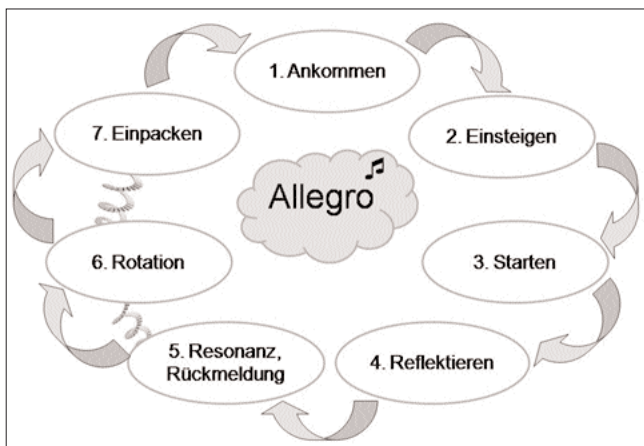 1. Ankommen
2. Einsteigen
3. Starten
4. Reflektieren
5. Resonanz,
Rückmeldung
6. Rotation
7. Einpacken
Allegro